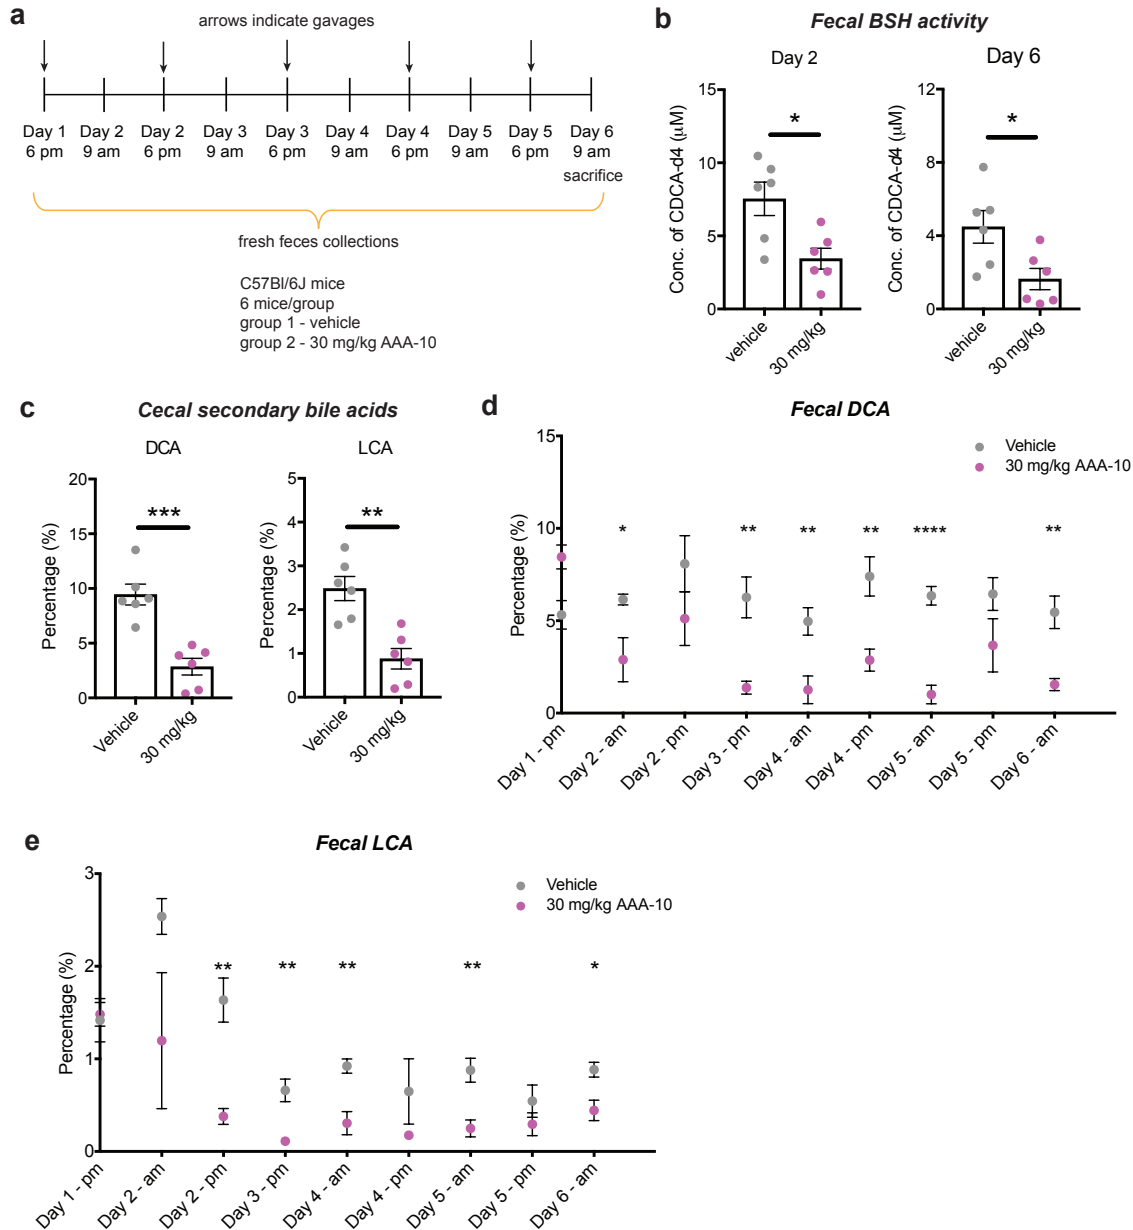 a
arrows indicate gavages
Day 1 Day 2 Day 2 Day 3 Day 3 Day 4 Day 4 Day 5 Day 5 Day 6
6 pm 9 am 6 pm 9 am 6 pm 9 am 6 pm 9 am 6 pm 9 am
sacrifice
fresh feces collections
C57Bl/6J mice
6 mice/group
group 1 - vehicle
group 2 - 30 mg/kg AAA-10
b
Fecal BSH activity
Day 2
Conc. of CDCA-d4 (µM)
15
10
5
0
*
vehicle
30 mg/kg
Day 6
Conc. of CDCA-d4 (µM)
12
8
4
0
*
vehicle
30 mg/kg
c
Cecal secondary bile acids
DCA
Percentage (%)
20
15
10
5
0
***
Vehicle
30 mg/kg
LCA
Percentage (%)
5
4
3
2
1
0
**
Vehicle
30 mg/kg
d
Fecal DCA
Vehicle
30 mg/kg AAA-10
Percentage (%)
15
10
5
0
* ** ** ** **** **
Day 1 - pm
Day 2 - am
Day 2 - pm
Day 3 - pm
Day 4 - am
Day 4 - pm
Day 5 - am
Day 5 - pm
Day 6 - am
e
Fecal LCA
Vehicle
30 mg/kg AAA-10
Percentage (%)
3
2
1
0
** ** ** ** *
Day 1 - pm
Day 2 - am
Day 2 - pm
Day 3 - pm
Day 4 - am
Day 4 - pm
Day 5 - am
Day 5 - pm
Day 6 - am